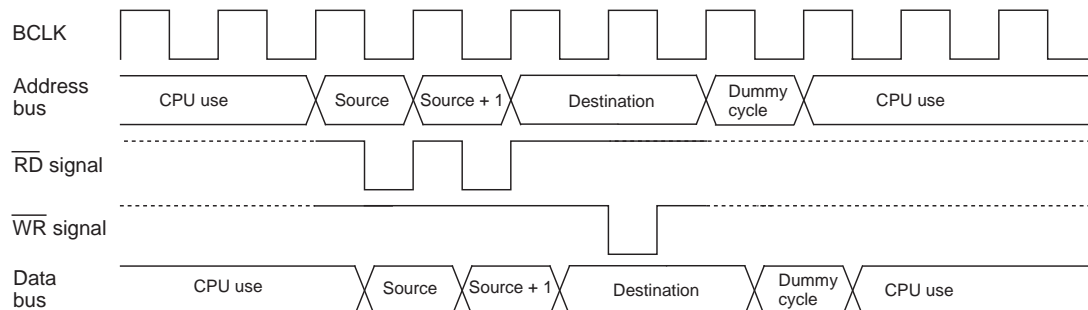 BCLK
Address
bus
CPU use
Source
Source + 1
Destination
Dummy
cycle
CPU use
RD signal
WR signal
Data
bus
CPU use
Source
Source + 1
Destination
Dummy
cycle
CPU use